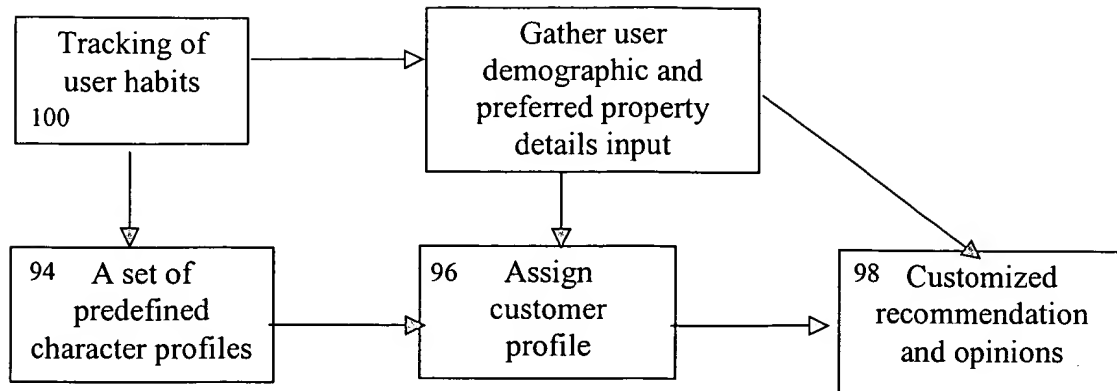 Tracking of
user habits
100
Gather user
demographic and
preferred property
details input
94 A set of
predefined
character profiles
96 Assign
customer
profile
98 Customized
recommendation
and opinions